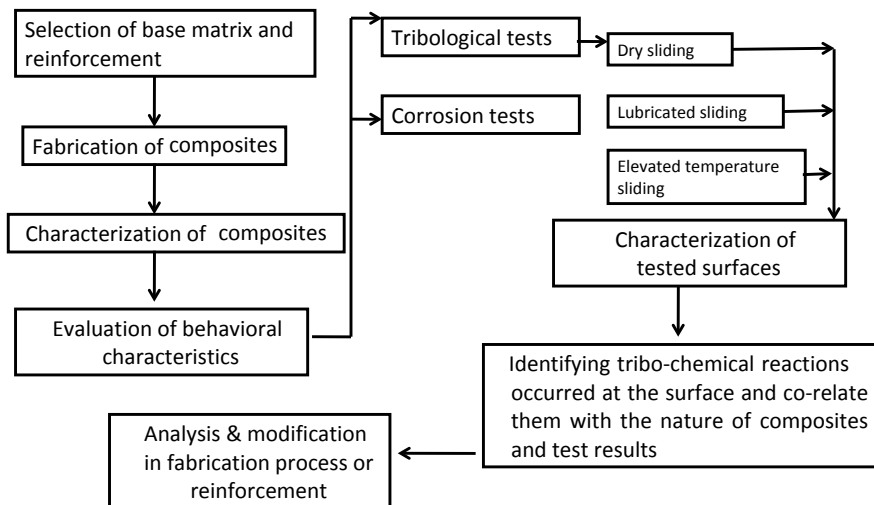 Selection of base matrix and
reinforcement
Fabrication of composites
Characterization of composites
Evaluation of behavioral
characteristics
Tribological tests
Corrosion tests
Dry sliding
Lubricated sliding
Elevated temperature
sliding
Characterization of
tested surfaces
Identifying tribo-chemical reactions
occurred at the surface and co-relate
them with the nature of composites
and test results
Analysis & modification
in fabrication process or
reinforcement